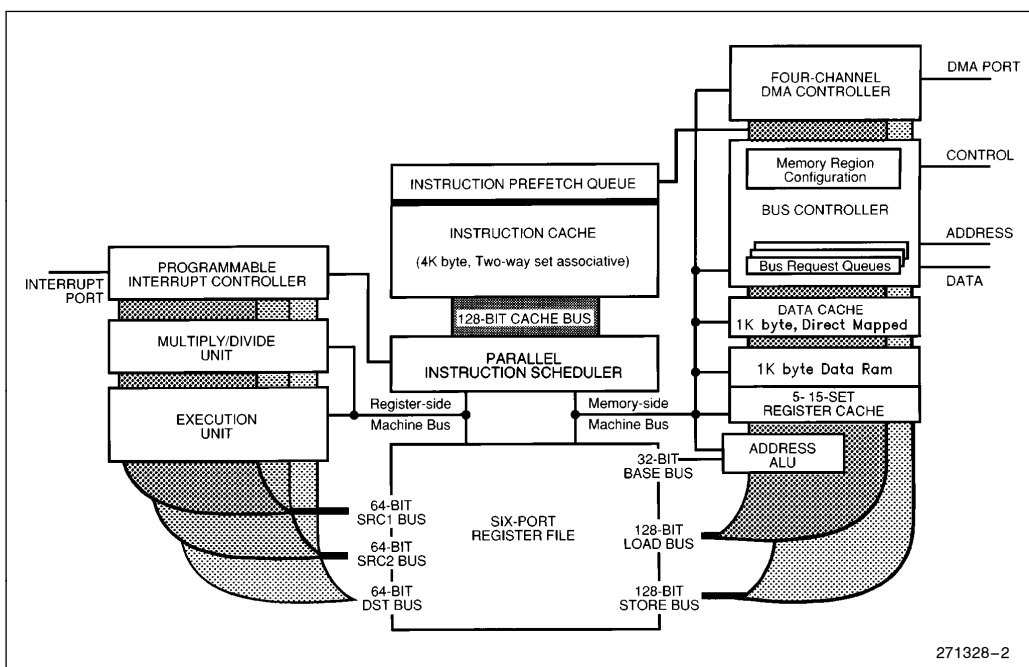 FOUR-CHANNEL
DMA CONTROLLER
DMA PORT
Memory Region
Configuration
CONTROL
BUS CONTROLLER
ADDRESS
Bus Request Queues
DATA
INSTRUCTION PREFETCH QUEUE
INSTRUCTION CACHE
(4K byte, Two-way set associative)
128-BIT CACHE BUS
PARALLEL
INSTRUCTION SCHEDULER
INTERRUPT
PORT
PROGRAMMABLE
INTERRUPT CONTROLLER
MULTIPLY/DIVIDE
UNIT
EXECUTION
UNIT
Register-side
Machine Bus
Memory-side
Machine Bus
DATA CACHE
1K byte, Direct Mapped
1K byte Data Ram
5-15-SET
REGISTER CACHE
ADDRESS
ALU
32-BIT
BASE BUS
64-BIT
SRC1 BUS
64-BIT
SRC2 BUS
64-BIT
DST BUS
SIX-PORT
REGISTER FILE
128-BIT
LOAD BUS
128-BIT
STORE BUS
271328-2